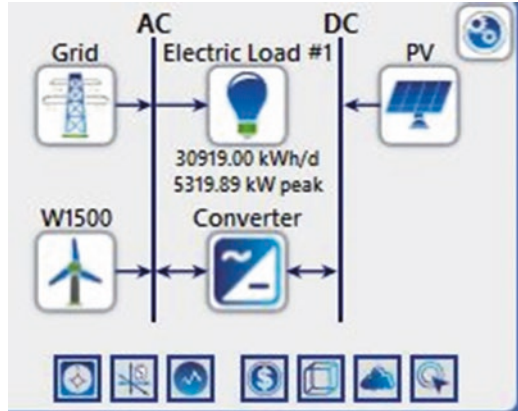 AC DC
Grid Electric Load #1 PV
30919.00 kWh/d
5319.89 kW peak
W1500 Converter